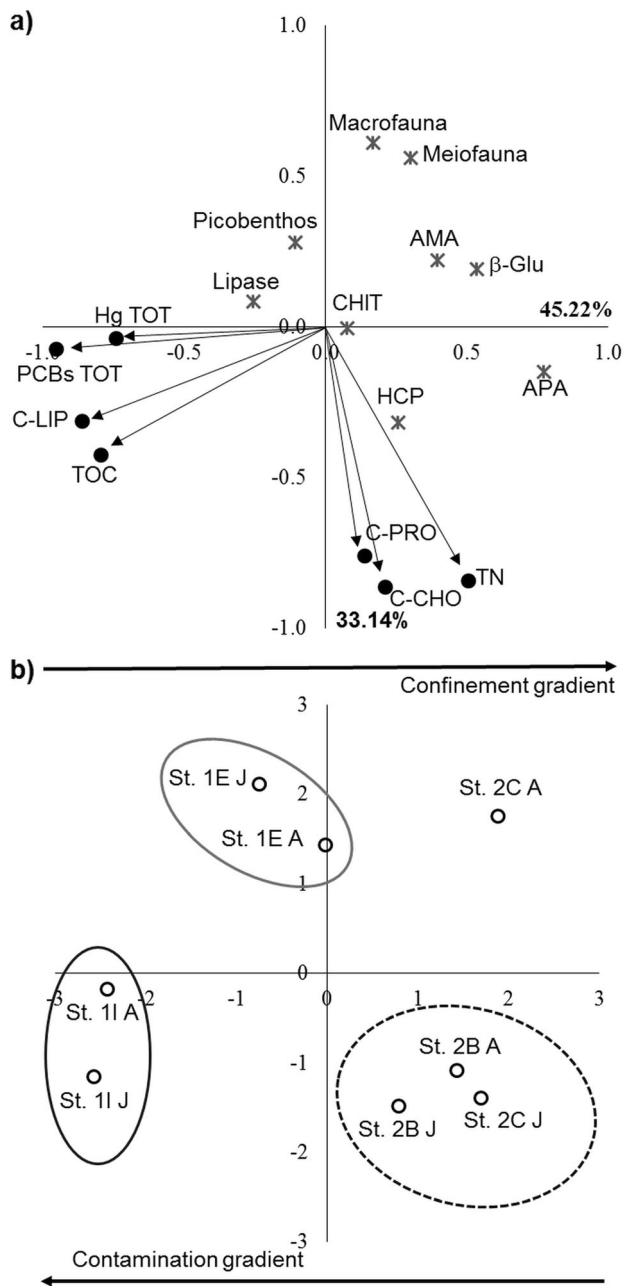 a)
1.0
Macrofauna
Meiofauna
0.5
Picobenthos
AMA
β-Glu
Lipase
CHIT
45.22%
Hg TOT
0.0
-1.0
-0.5
0.0
0.5
1.0
PCBs TOT
APA
HCP
C-LIP
TOC
-0.5
C-PRO
TN
C-CHO
33.14%
-1.0
Confinement gradient
b)
3
St. 1E J
2
St. 2C A
St. 1E A
1
0
-3
-2
-1
0
1
2
3
St. 1I A
St. 2B A
-1
St. 1I J
St. 2B J
St. 2C J
-2
-3
Contamination gradient